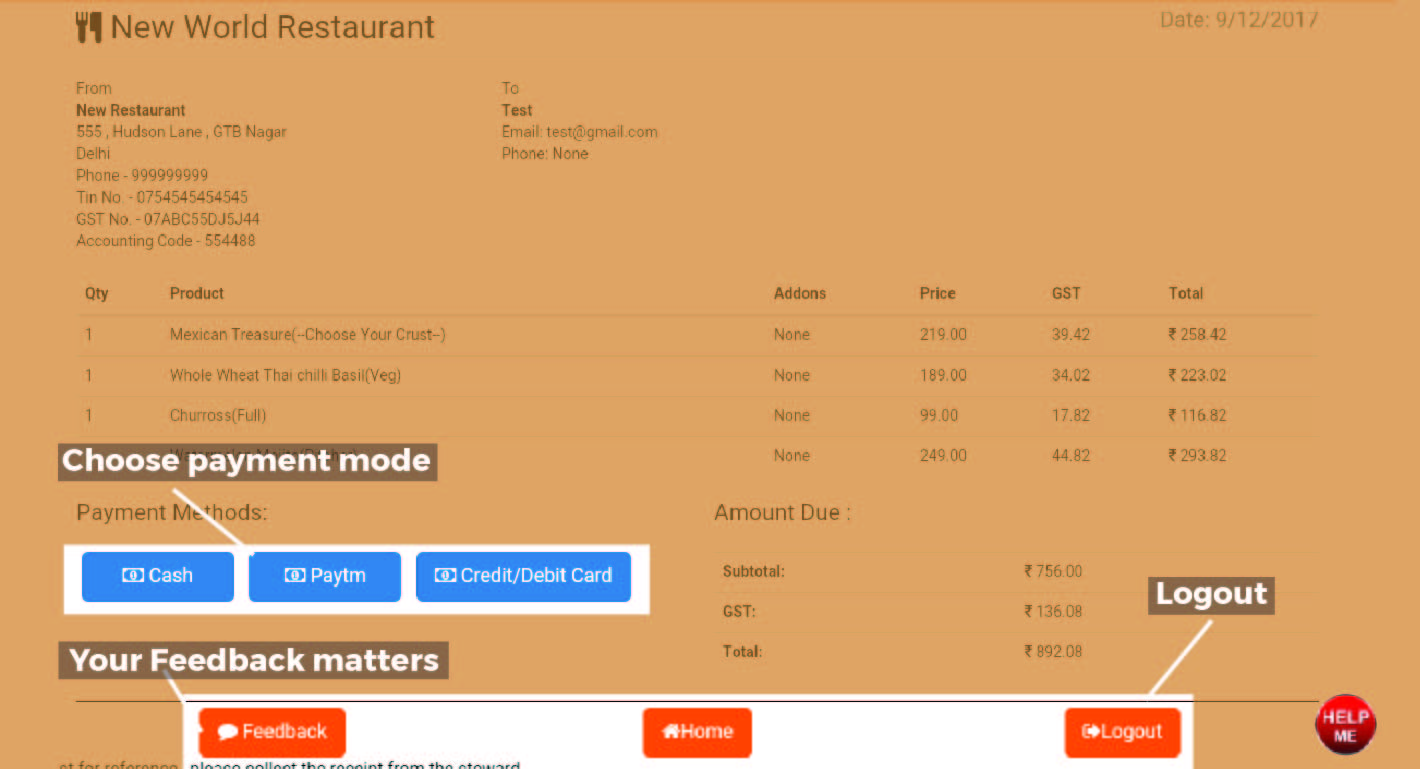 New World Restaurant
Date: 9/12/2017
From
New Restaurant
555 , Hudson Lane , GTB Nagar
Delhi
Phone - 999999999
Tin No. - 0754545454545
GST No. - 07ABC55DJ5J44
Accounting Code - 554488
To
Test
Email: test@gmail.com
Phone: None
Qty Product Addons Price GST Total
1 Mexican Treasure(--Choose Your Crust--) None 219.00 39.42 ₹ 258.42
1 Whole Wheat Thai chilli Basil(Veg) None 189.00 34.02 ₹ 223.02
1 Churross(Full) None 99.00 17.82 ₹ 116.82
None 249.00 44.82 ₹ 293.82
Choose payment mode
Payment Methods:
Cash Paytm Credit/Debit Card
Amount Due :
Subtotal: ₹ 756.00
GST: ₹ 136.08
Total: ₹ 892.08
Logout
Your Feedback matters
Feedback Home Logout
HELP
ME
for reference, please collect the receipt from the steward